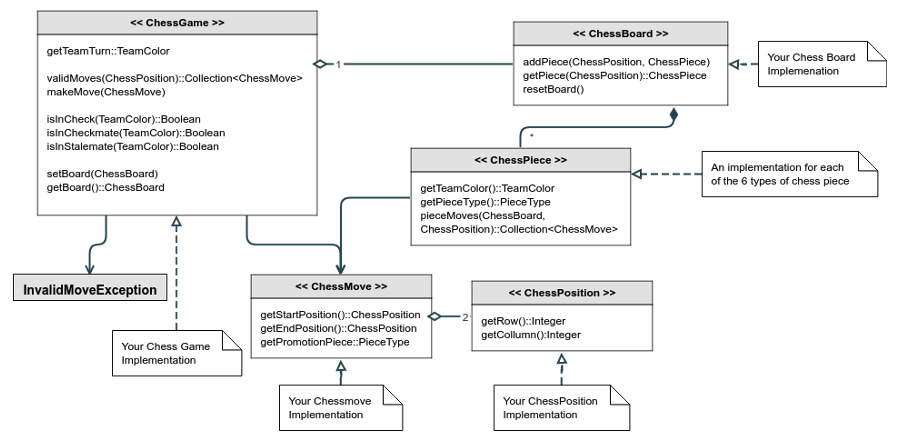 << ChessGame >>
getTeamTurn::TeamColor
validMoves(ChessPosition)::Collection<ChessMove>
makeMove(ChessMove)
isInCheck(TeamColor)::Boolean
isInCheckmate(TeamColor)::Boolean
isInStalemate(TeamColor)::Boolean
setBoard(ChessBoard)
getBoard()::ChessBoard
1
<< ChessBoard >>
addPiece(ChessPosition, ChessPiece)
getPiece(ChessPosition)::ChessPiece
resetBoard()
Your Chess Board
Implemenation
*
<< ChessPiece >>
getTeamColor()::TeamColor
getPieceType()::PieceType
pieceMoves(ChessBoard,
ChessPosition)::Collection<ChessMove>
An implementation for each
of the 6 types of chess piece
InvalidMoveException
<< ChessMove >>
getStartPosition()::ChessPosition
getEndPosition()::ChessPosition
getPromotionPiece::PieceType
2
<< ChessPosition >>
getRow()::Integer
getCollumn():Integer
Your Chess Game
Implementation
Your Chessmove
Implementation
Your ChessPosition
Implementation